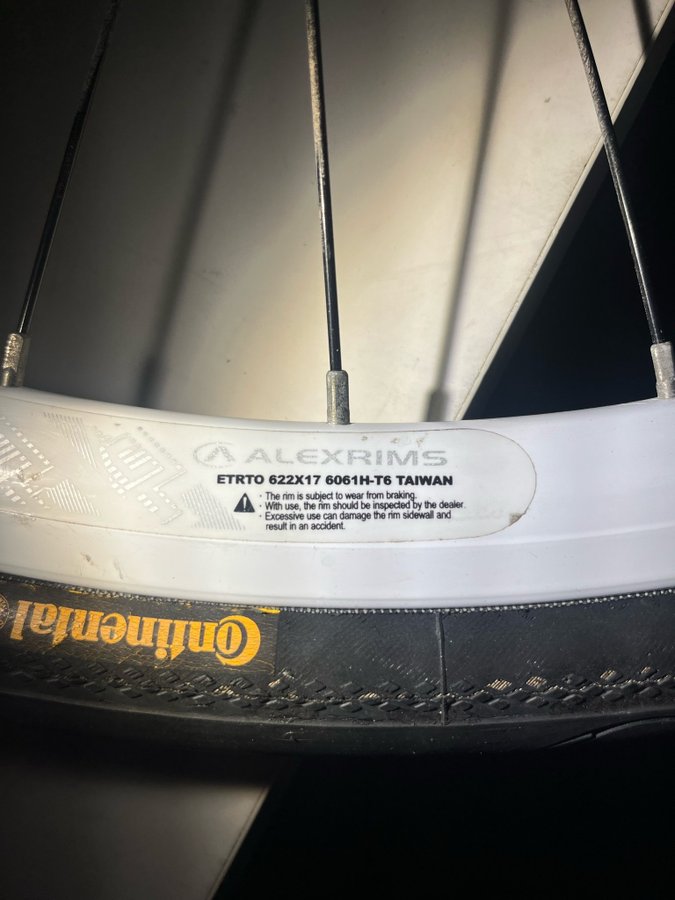 ALEXRIMS
ETRTO 622X17 6061H-T6 TAIWAN
· The rim is subject to wear from braking.
· With use, the rim should be inspected by the dealer.
· Excessive use can damage the rim sidewall and
result in an accident.
Continental